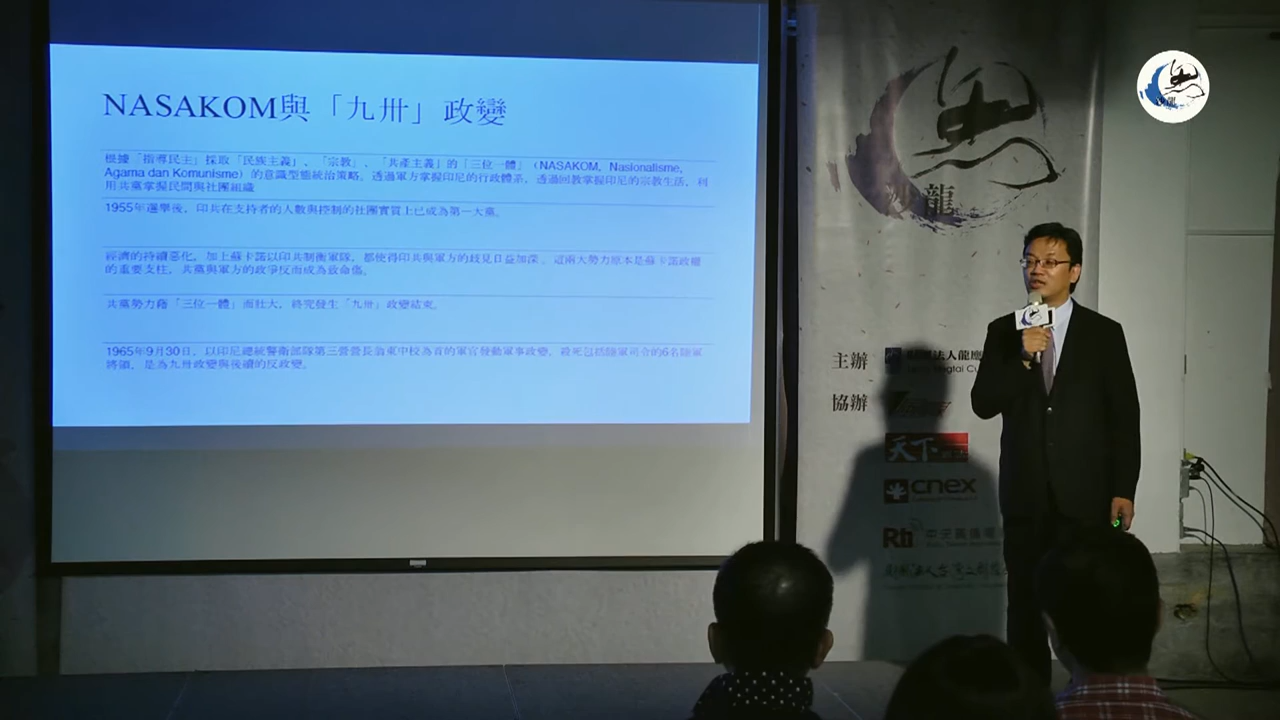 NASAKOM與「九卅」政變
根據「指導民主」採取「民族主義」、「宗教」、「共產主義」的「三位一體」（NASAKOM, Nasionalisme,
Agama dan Komunisme）的意識型態統治策略。透過軍方掌握印尼的行政體系，透過回教掌握印尼的宗教生活，利
用共黨掌握民間與社團組織
1955年選舉後，印共在支持者的人數與控制的社團實質上已成為第一大黨。
經濟的持續惡化，加上蘇卡諾以印共制衡軍隊，都使得印共與軍方的歧見日益加深。這兩大勢力原本是蘇卡諾政權
的重要支柱，共黨與軍方的政爭反而成為致命傷。
共黨勢力藉「三位一體」而壯大，終究發生「九卅」政變結束。
1965年9月30日，以印尼總統警衛部隊第三營營長翁東中校為首的軍官發動軍事政變，殺死包括陸軍司令的6名陸軍
將領，是為九卅政變與後續的反政變。
龍
主辦
法人龍應
協辦
天下
cnex
Rti 中央廣播電